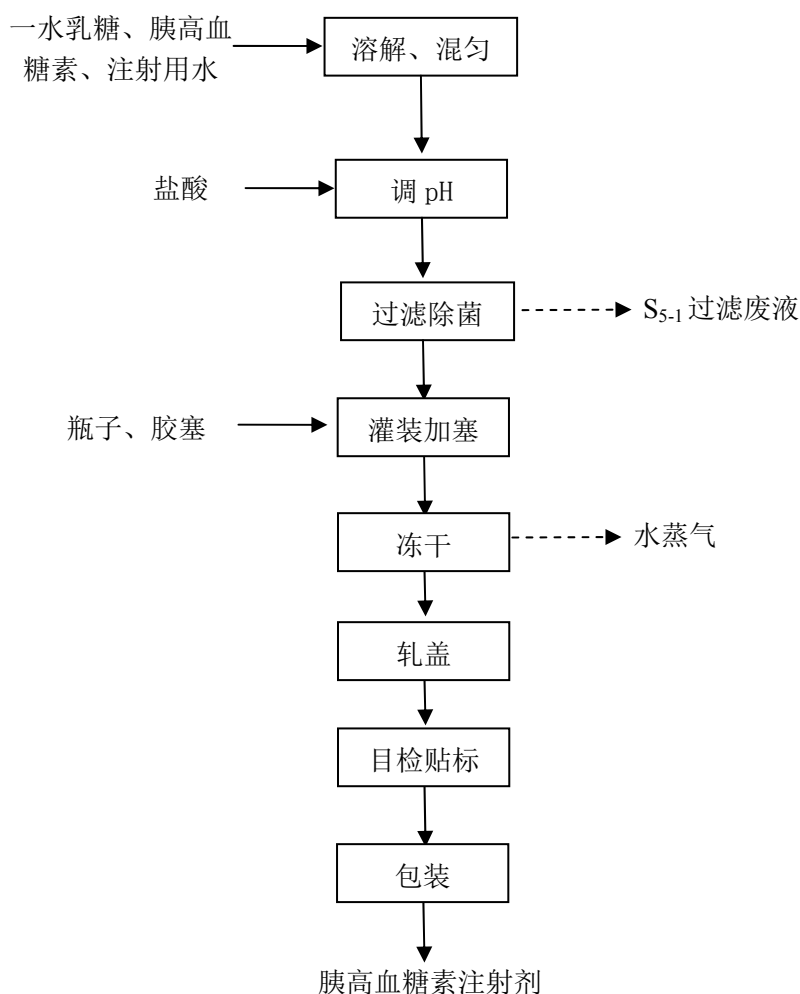 一水乳糖、胰高血
糖素、注射用水
溶解、混匀
盐酸
调 pH
过滤除菌
S5-1 过滤废液
瓶子、胶塞
灌装加塞
冻干
水蒸气
轧盖
目检贴标
包装
胰高血糖素注射剂